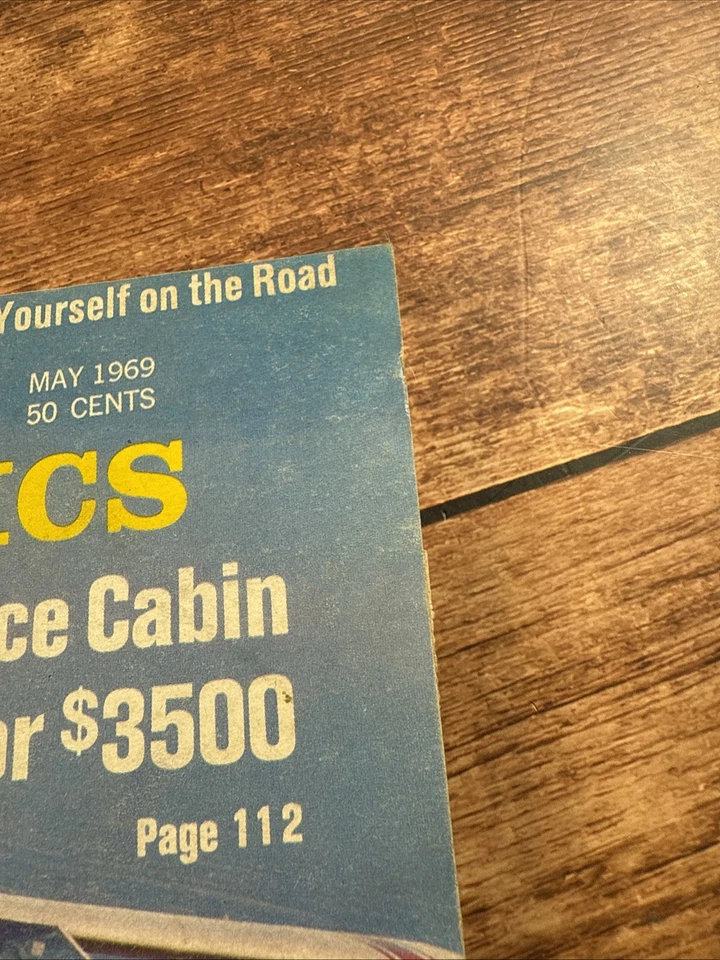 Yourself on the Road
MAY 1969
50 CENTS
ICS
ce Cabin
or $3500
Page 112